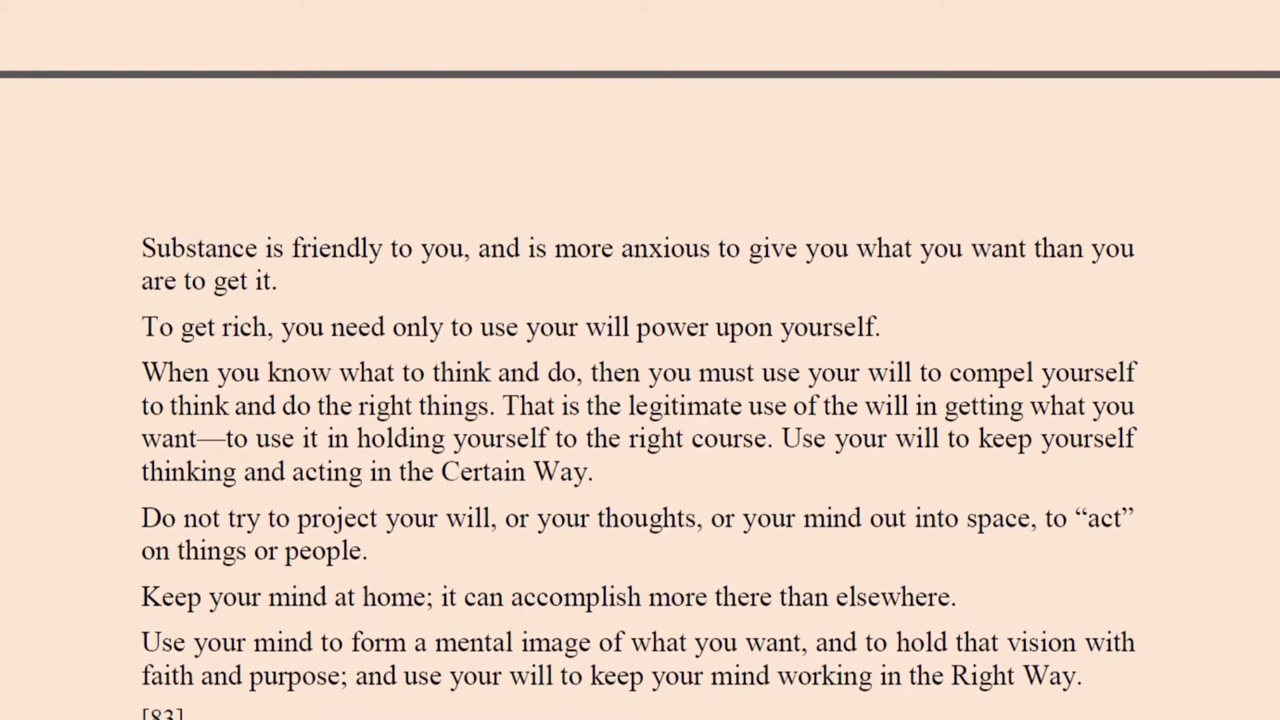 Substance is friendly to you, and is more anxious to give you what you want than you
are to get it.
To get rich, you need only to use your will power upon yourself.
When you know what to think and do, then you must use your will to compel yourself
to think and do the right things. That is the legitimate use of the will in getting what you
want—to use it in holding yourself to the right course. Use your will to keep yourself
thinking and acting in the Certain Way.
Do not try to project your will, or your thoughts, or your mind out into space, to “act”
on things or people.
Keep your mind at home; it can accomplish more there than elsewhere.
Use your mind to form a mental image of what you want, and to hold that vision with
faith and purpose; and use your will to keep your mind working in the Right Way.
[83]